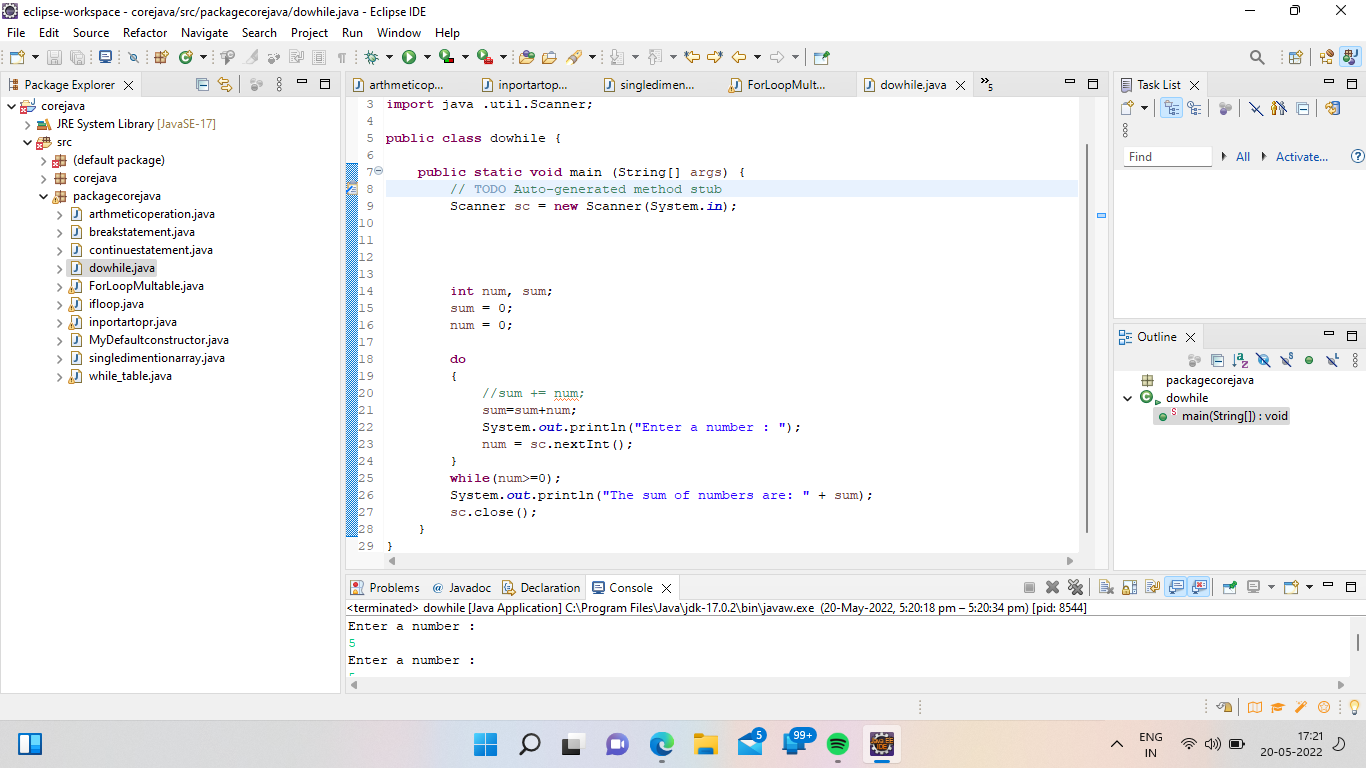 eclipse-workspace - corejava/src/packagecorejava/dowhile.java - Eclipse IDE
File Edit Source Refactor Navigate Search Project Run Window Help
Package Explorer
corejava
JRE System Library [JavaSE-17]
src
(default package)
corejava
packagecorejava
arthmeticoperation.java
breakstatement.java
continuestatement.java
dowhile.java
ForLoopMultable.java
ifloop.java
inportartopr.java
MyDefaultconstructor.java
singledimentionarray.java
while_table.java
arthmeticop... inportartop... singledimen... ForLoopMult... dowhile.java »5
3 import java .util.Scanner;
4
5 public class dowhile {
6
7 public static void main (String[] args) {
8 // TODO Auto-generated method stub
9 Scanner sc = new Scanner(System.in);
10
11
12
13
14 int num, sum;
15 sum = 0;
16 num = 0;
17
18 do
19 {
20 //sum += num;
21 sum=sum+num;
22 System.out.println("Enter a number : ");
23 num = sc.nextInt();
24 }
25 while(num>=0);
26 System.out.println("The sum of numbers are: " + sum);
27 sc.close();
28 }
29 }
Task List
Find All Activate...
Outline
packagecorejava
dowhile
main(String[]) : void
Problems @ Javadoc Declaration Console
<terminated> dowhile [Java Application] C:\Program Files\Java\jdk-17.0.2\bin\javaw.exe (20-May-2022, 5:20:18 pm – 5:20:34 pm) [pid: 8544]
Enter a number :
5
Enter a number :
5 99+
Java EE
IDE
ENG
IN
17:21
20-05-2022